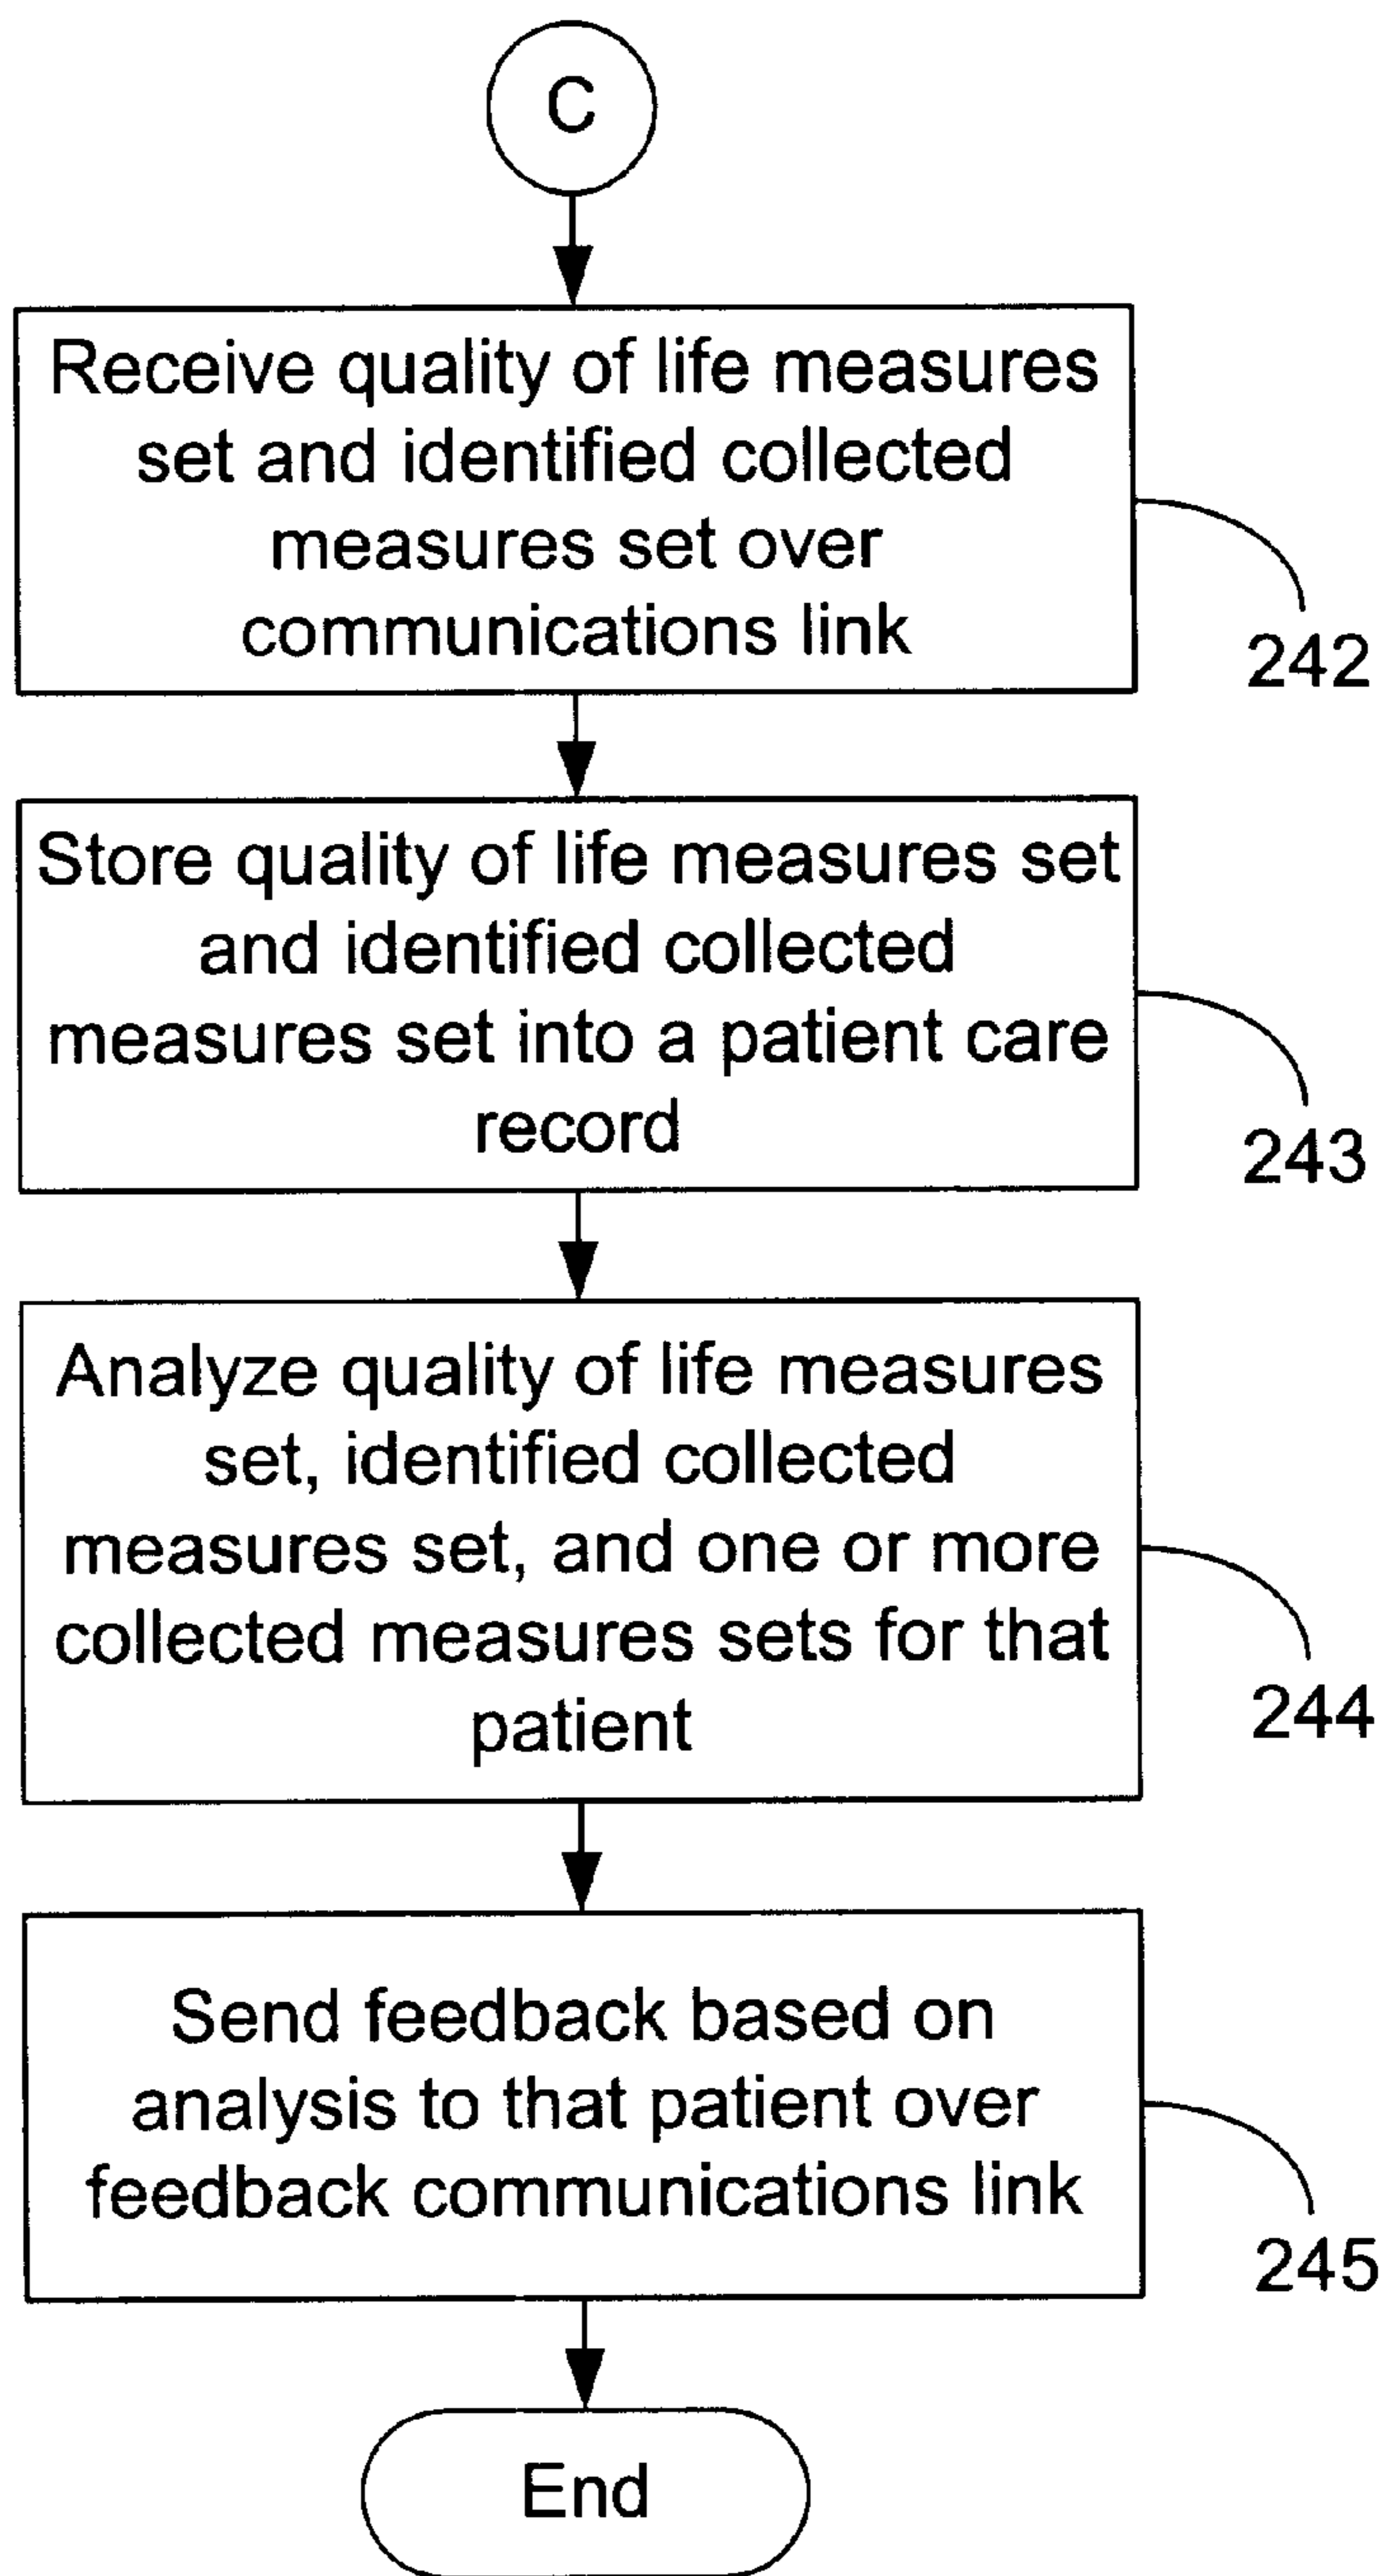 C
Receive quality of life measures
set and identified collected
measures set over
communications link
242
Store quality of life measures set
and identified collected
measures set into a patient care
record
243
Analyze quality of life measures
set, identified collected
measures set, and one or more
collected measures sets for that
patient
244
Send feedback based on
analysis to that patient over
feedback communications link
245
End